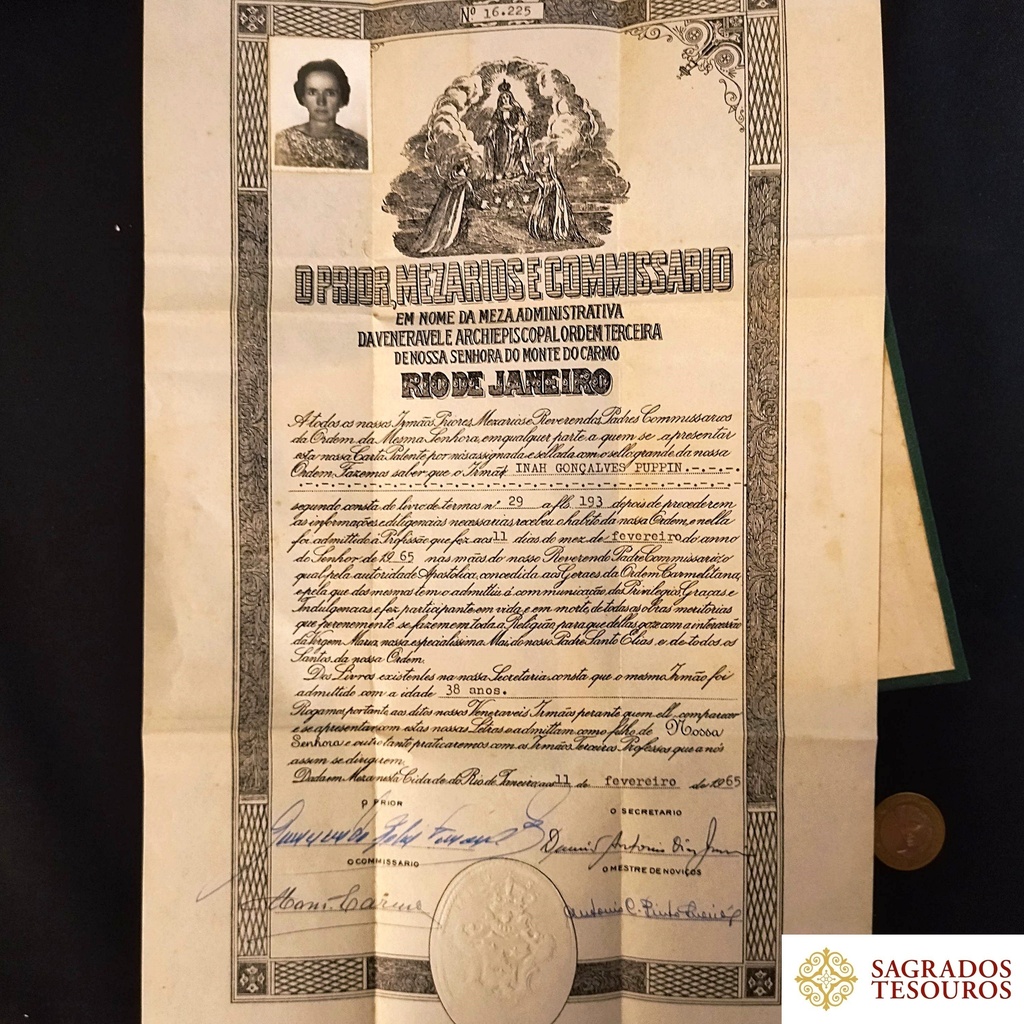 Nº 16.225
O PRIOR, MEZARIOS E COMMISSARIO
EM NOME DA MEZA ADMINISTRATIVA
DA VENERAVEL E ARCHIEPISCOPAL ORDEM TERCEIRA
DE NOSSA SENHORA DO MONTE DO CARMO
RIO DE JANEIRO
A todos os nossos Irmãos Priores Mezarios e Reverendos Padres Commissarios
da Ordem da Mesma Senhora, em qualquer parte a quem se apresentar
esta nossa Carta Patente por nós assignada e sellada com o sello grande da nossa
Ordem Fazemos saber que o Irmã INAH GONÇALVES PUPPIN.
segundo consta do livro de termos nº 29 a fls 193 depois de precederem
as informações e diligencias necessarias recebeu o habito da nossa Ordem, e nella
foi admittido á Profissão que fez aos 11 dias do mez de fevereiro do anno
do Senhor de 1965 nas mãos do nosso Reverendo Padre Commissario, o
qual pela autoridade Apostólica, concedida aos Geraes da Ordem Carmelitana,
e pela que dos mesmos tem o admittiu á communicação dos Privilegios Graças e
Indulgencias e fez participante em vida e em morte, de todas as obras meritorias
que perenemente se fazem em toda a Religião, para que dellas goze com a intercessão
da Virgem Maria, nossa especialissima Mai do nosso Padre Santo Elias e de todos os
Santos da nossa Ordem.
Dos Livros existentes na nossa Secretaria consta que o mesmo Irmão foi
admittido com a idade 38 anos.
Rogamos, portanto aos ditos nossos Veneraveis Irmãos perante quem ell comparecer
e se apresentar com estas nossas Letras o admittam como filho de Nossa
Senhora e outro tanto praticaremos com os Irmãos Terceiros Professos que a nós
assim se dirigirem.
Dada em Meza nesta Cidade do Rio de Janeiro aos 11 de fevereiro de 1965
O PRIOR
O SECRETARIO
O COMMISSARIO
O MESTRE DE NOVIÇOS
Antonio C. Pinto
SAGRADOS
TESOUROS